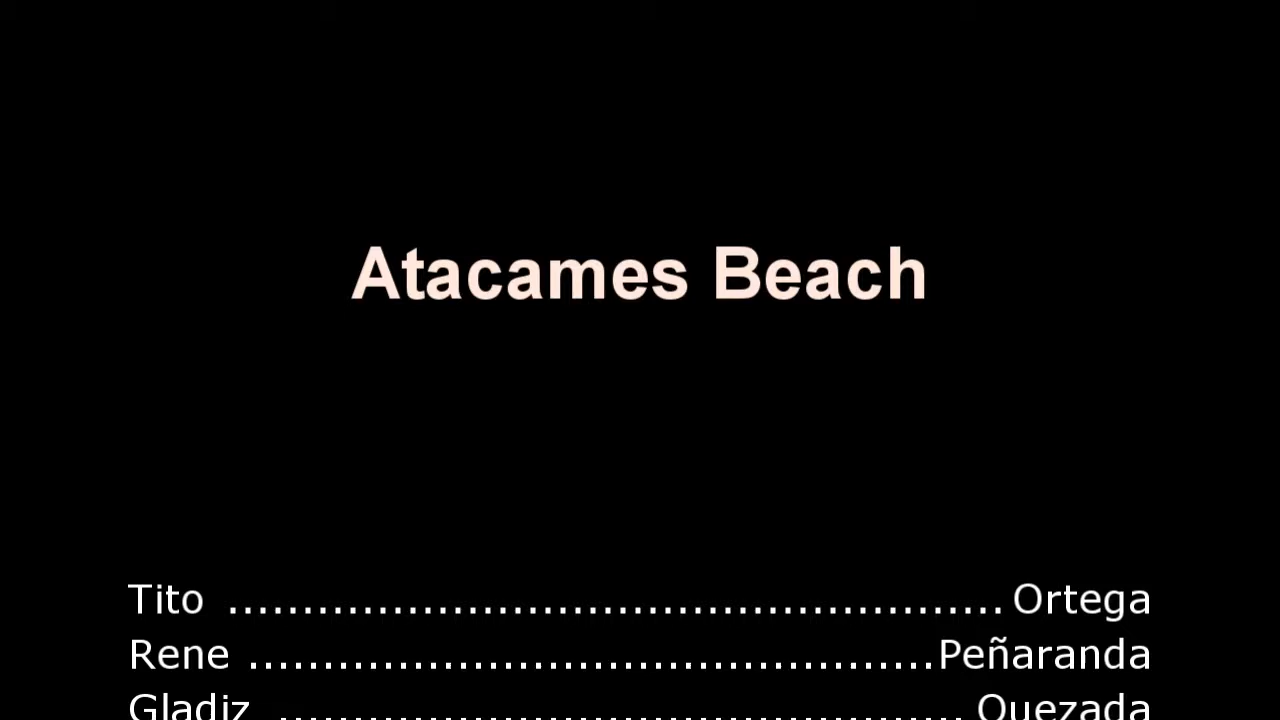 Atacames Beach
Tito ..................................................... Ortega
Rene ...............................................Peñaranda
Gladiz ............................................... Quezada